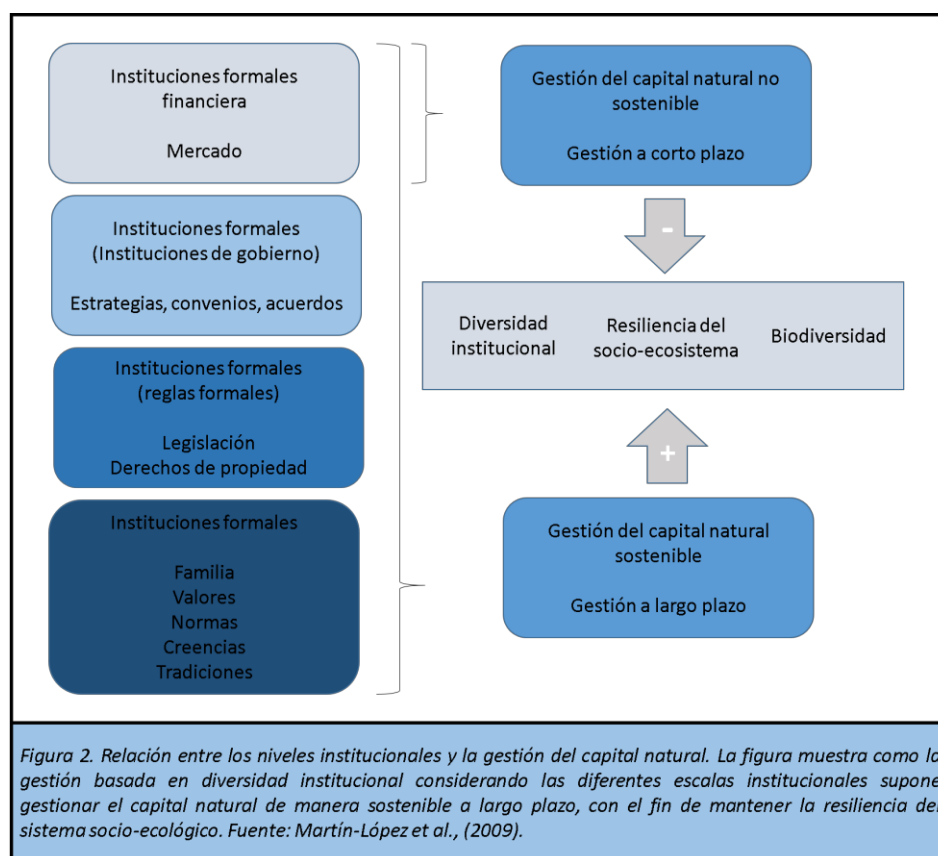 Instituciones formales
financiera
Mercado
Instituciones formales
(Instituciones de gobierno)
Estrategias, convenios, acuerdos
Instituciones formales
(reglas formales)
Legislación
Derechos de propiedad
Instituciones formales
Familia
Valores
Normas
Creencias
Tradiciones
Gestión del capital natural no
sostenible
Gestión a corto plazo
-
Diversidad
institucional
Resiliencia del
socio-ecosistema
Biodiversidad
+
Gestión del capital natural
sostenible
Gestión a largo plazo
Figura 2. Relación entre los niveles institucionales y la gestión del capital natural. La figura muestra como la
gestión basada en diversidad institucional considerando las diferentes escalas institucionales supone
gestionar el capital natural de manera sostenible a largo plazo, con el fin de mantener la resiliencia del
sistema socio-ecológico. Fuente: Martín-López et al., (2009).